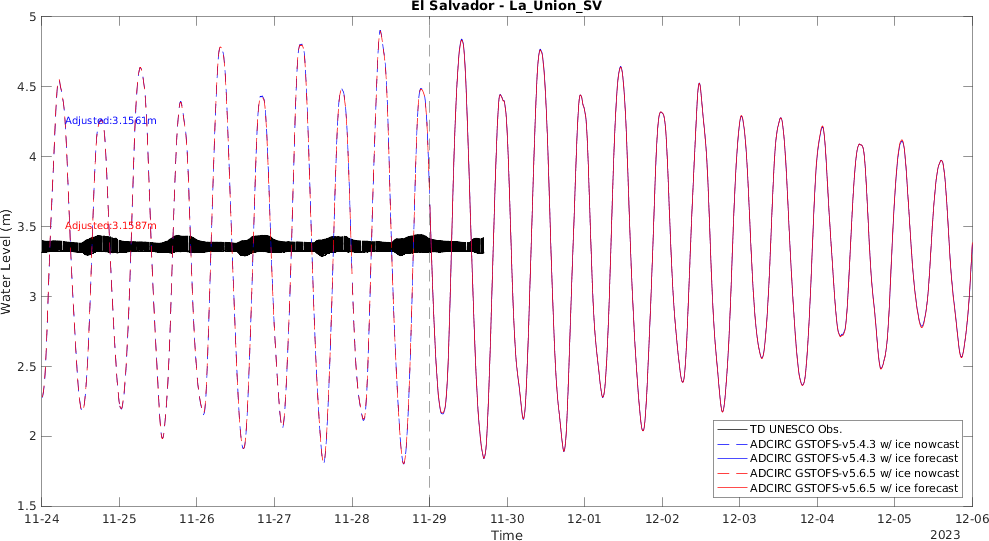 El Salvador - La_Union_SV
5
4.5
4
3.5
3
2.5
2
1.5
Water Level (m)
Adjusted:3.1561m
Adjusted:3.1587m
TD UNESCO Obs.
ADCIRC GSTOFS-v5.4.3 w/ ice nowcast
ADCIRC GSTOFS-v5.4.3 w/ ice forecast
ADCIRC GSTOFS-v5.6.5 w/ ice nowcast
ADCIRC GSTOFS-v5.6.5 w/ ice forecast
11-24 11-25 11-26 11-27 11-28 11-29 11-30 12-01 12-02 12-03 12-04 12-05 12-06
Time
2023